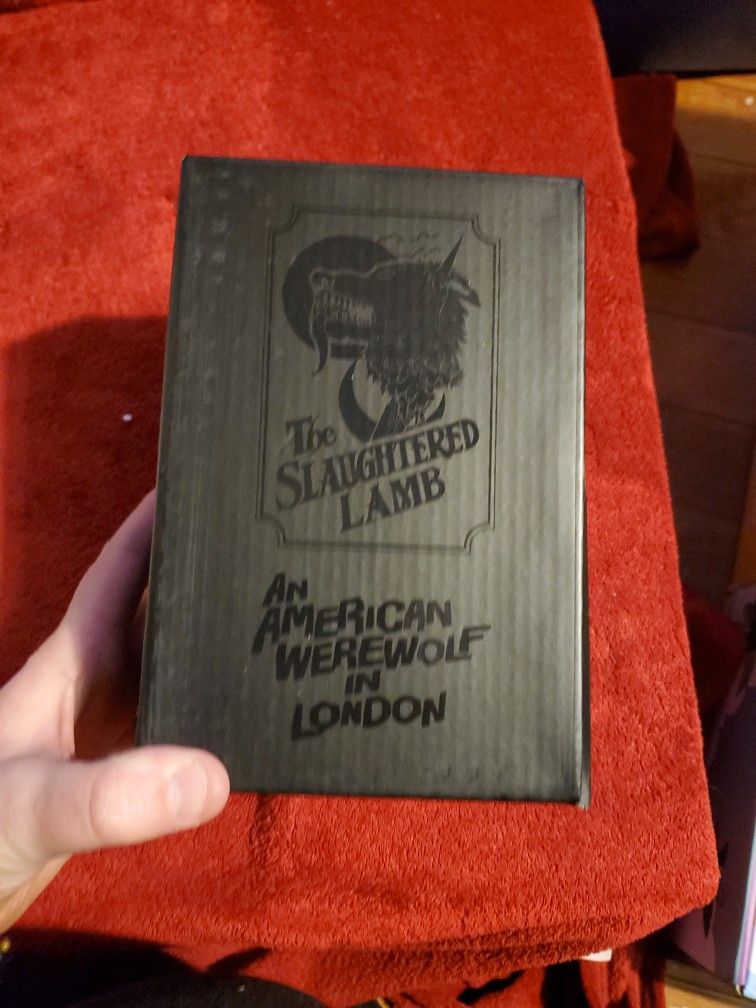 The
SLAUGHTERED
LAMB
AN
AMERICAN
WEREWOLF
IN
LONDON